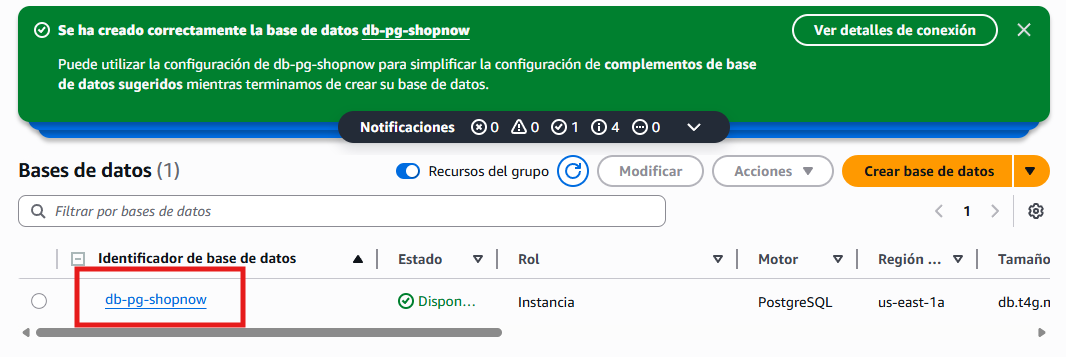 Se ha creado correctamente la base de datos db-pg-shopnow
Ver detalles de conexión
Puede utilizar la configuración de db-pg-shopnow para simplificar la configuración de complementos de base
de datos sugeridos mientras terminamos de crear su base de datos.
Notificaciones 0 0 1 4 0
Bases de datos (1)
Recursos del grupo
Modificar
Acciones
Crear base de datos
Filtrar por bases de datos
1
Identificador de base de datos
Estado
Rol
Motor
Región ...
Tamaño
db-pg-shopnow
Dispon...
Instancia
PostgreSQL
us-east-1a
db.t4g.